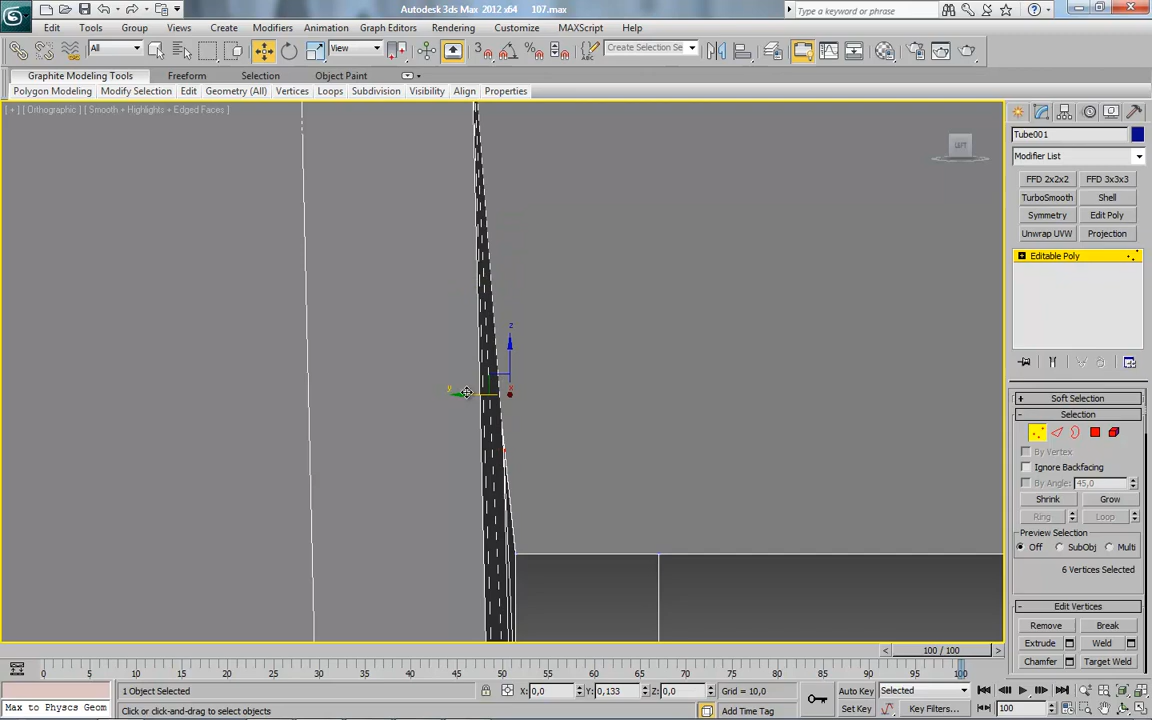 Autodesk 3ds Max 2012 x64 107.max
Type a keyword or phrase
Edit Tools Group Views Create Modifiers Animation Graph Editors Rendering Customize MAXScript Help
All View Create Selection Se
Graphite Modeling Tools Freeform Selection Object Paint
Polygon Modeling Modify Selection Edit Geometry (All) Vertices Loops Subdivision Visibility Align Properties
[ + ] [ Orthographic ] [ Smooth + Highlights + Edged Faces ]
LEFT
z
y
x
Tube001
Modifier List
FFD 2x2x2 FFD 3x3x3
TurboSmooth Shell
Symmetry Edit Poly
Unwrap UVW Projection
Editable Poly
+ Soft Selection
- Selection
By Vertex
Ignore Backfacing
By Angle: 45,0
Shrink Grow
Ring Loop
Preview Selection
Off SubObj Multi
6 Vertices Selected
- Edit Vertices
Remove Break
Extrude Weld
Chamfer Target Weld
< 100 / 100 >
0 5 10 15 20 25 30 35 40 45 50 55 60 65 70 75 80 85 90 95 100
1 Object Selected X: 0,0 Y: 0,133 Z: 0,0 Grid = 10,0 Auto Key Selected
Max to Physcs Geom Click or click-and-drag to select objects Add Time Tag Set Key Key Filters... 100